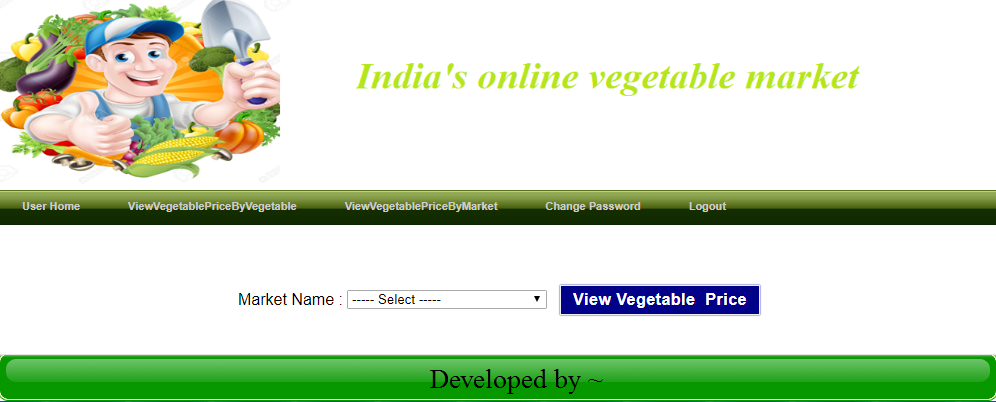 India's online vegetable market
User Home ViewVegetablePriceByVegetable ViewVegetablePriceByMarket Change Password Logout
Market Name : ----- Select ----- View Vegetable Price
Developed by ~